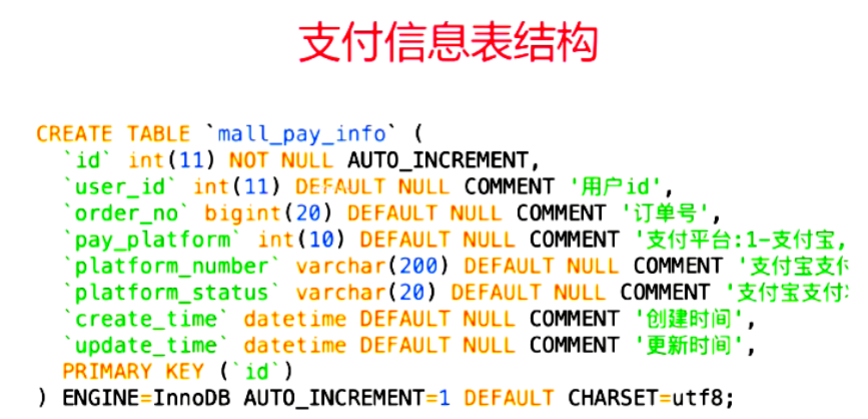 支付信息表结构
CREATE TABLE `mall_pay_info` (
`id` int(11) NOT NULL AUTO_INCREMENT,
`user_id` int(11) DEFAULT NULL COMMENT '用户id',
`order_no` bigint(20) DEFAULT NULL COMMENT '订单号',
`pay_platform` int(10) DEFAULT NULL COMMENT '支付平台:1-支付宝,
`platform_number` varchar(200) DEFAULT NULL COMMENT '支付宝支
`platform_status` varchar(20) DEFAULT NULL COMMENT '支付宝支付
`create_time` datetime DEFAULT NULL COMMENT '创建时间',
`update_time` datetime DEFAULT NULL COMMENT '更新时间',
PRIMARY KEY (`id`)
) ENGINE=InnoDB AUTO_INCREMENT=1 DEFAULT CHARSET=utf8;